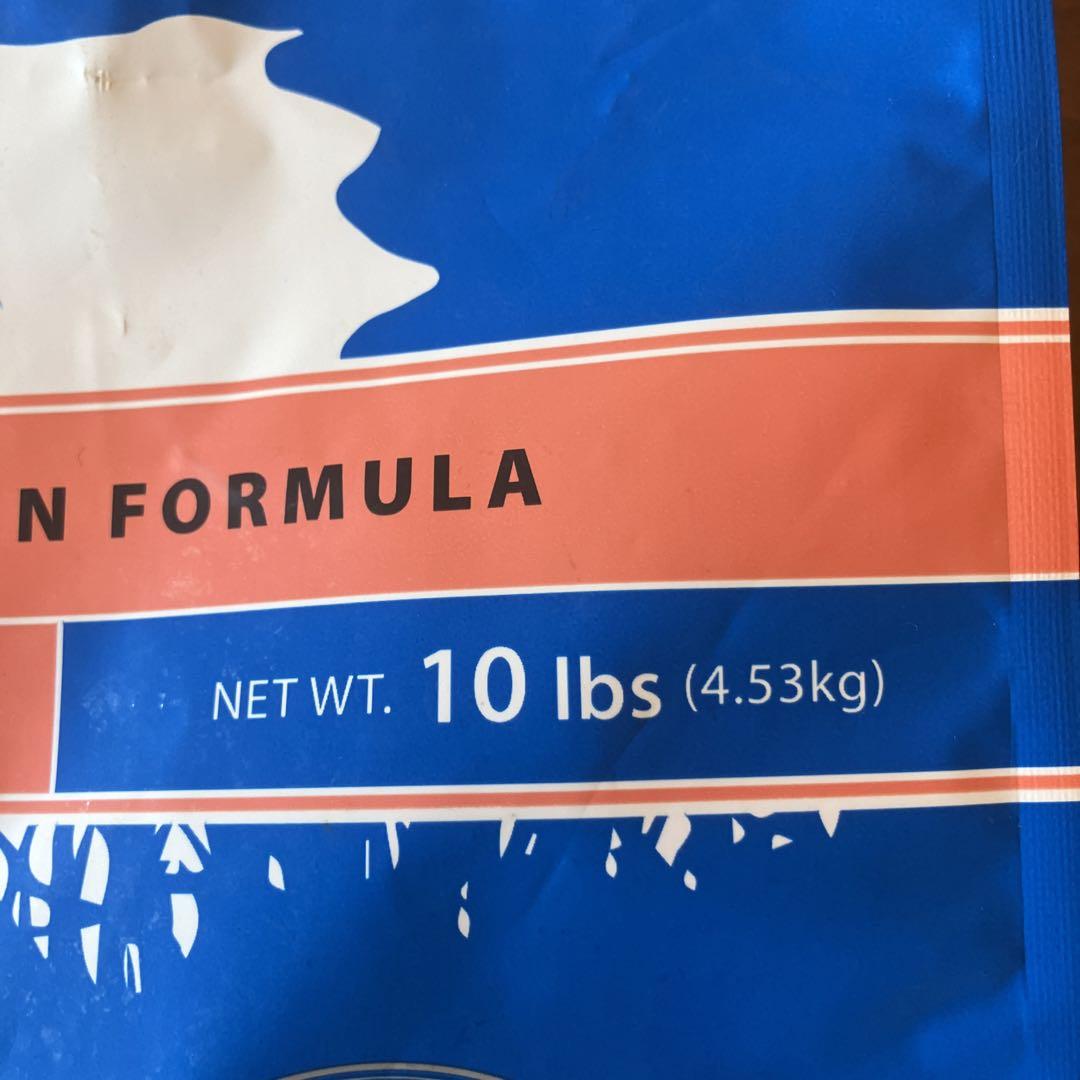 N FORMULA
NET WT. 10 lbs (4.53kg)